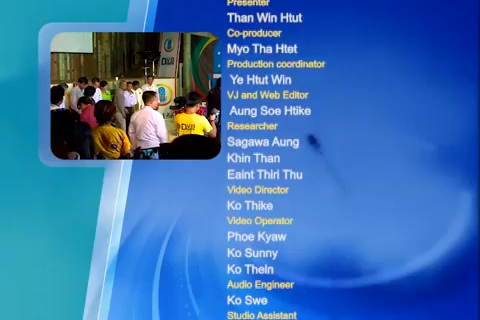 Presenter
Than Win Htut
Co-producer
Myo Tha Htet
Production coordinator
Ye Htut Win
VJ and Web Editor
Aung Soe Htike
Researcher
Sagawa Aung
Khin Than
Eaint Thiri Thu
Video Director
Ko Thike
Video Operator
Phoe Kyaw
Ko Sunny
Ko Thein
Audio Engineer
Ko Swe
Studio Assistant